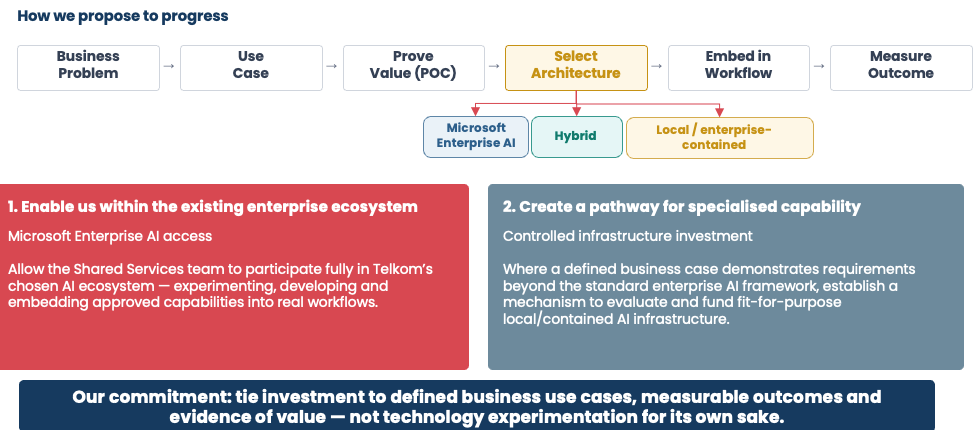 How we propose to progress
Business
Problem
→
Use
Case
→
Prove
Value (POC)
→
Select
Architecture
→
Embed in
Workflow
→
Measure
Outcome
Microsoft
Enterprise AI
Hybrid
Local / enterprise-
contained
1. Enable us within the existing enterprise ecosystem
Microsoft Enterprise AI access
Allow the Shared Services team to participate fully in Telkom’s
chosen AI ecosystem — experimenting, developing and
embedding approved capabilities into real workflows.
2. Create a pathway for specialised capability
Controlled infrastructure investment
Where a defined business case demonstrates requirements
beyond the standard enterprise AI framework, establish a
mechanism to evaluate and fund fit-for-purpose
local/contained AI infrastructure.
Our commitment: tie investment to defined business use cases, measurable outcomes and
evidence of value — not technology experimentation for its own sake.